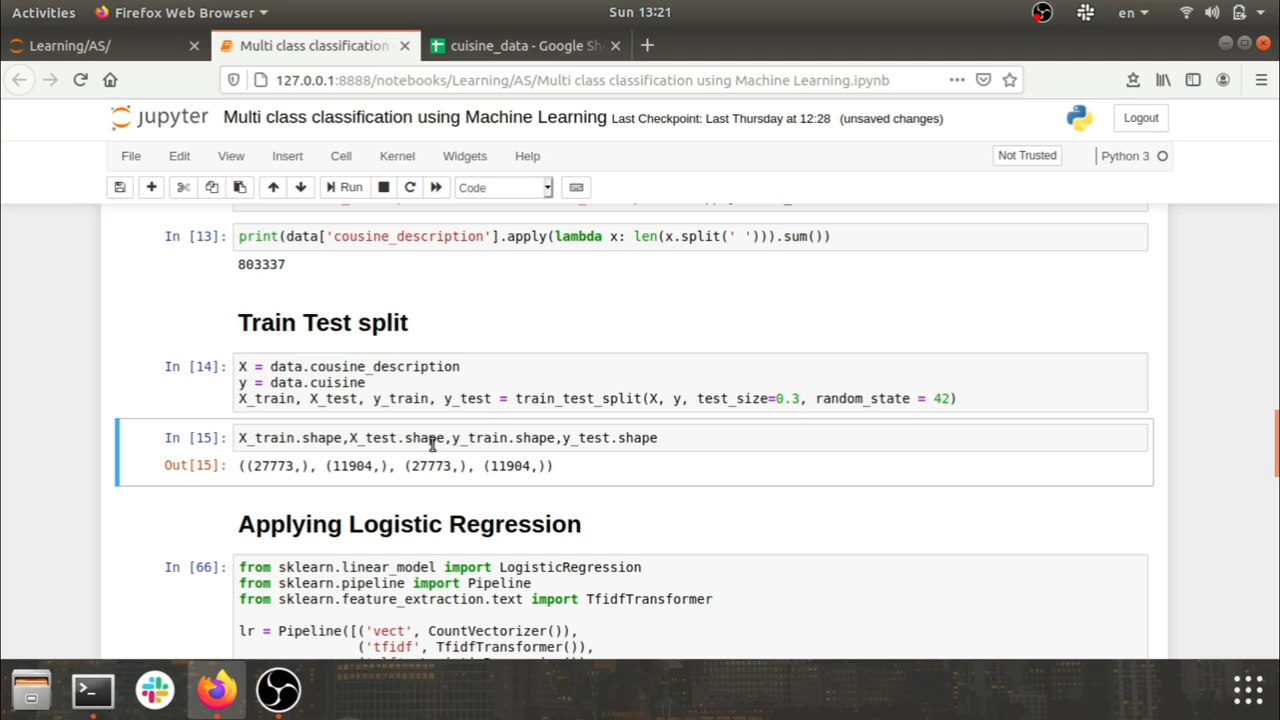 Activities Firefox Web Browser Sun 13:21 en
Learning/AS/ Multi class classification cuisine_data - Google She
127.0.0.1:8888/notebooks/Learning/AS/Multi class classification using Machine Learning.ipynb
jupyter Multi class classification using Machine Learning Last Checkpoint: Last Thursday at 12:28 (unsaved changes) Logout
File Edit View Insert Cell Kernel Widgets Help Not Trusted Python 3
Run Code
In [13]: print(data['cousine_description'].apply(lambda x: len(x.split(' '))).sum())
803337
Train Test split
In [14]: X = data.cousine_description
y = data.cuisine
X_train, X_test, y_train, y_test = train_test_split(X, y, test_size=0.3, random_state = 42)
In [15]: X_train.shape,X_test.shape,y_train.shape,y_test.shape
Out[15]: ((27773,), (11904,), (27773,), (11904,))
Applying Logistic Regression
In [66]: from sklearn.linear_model import LogisticRegression
from sklearn.pipeline import Pipeline
from sklearn.feature_extraction.text import TfidfTransformer
lr = Pipeline([('vect', CountVectorizer()),
('tfidf', TfidfTransformer()),